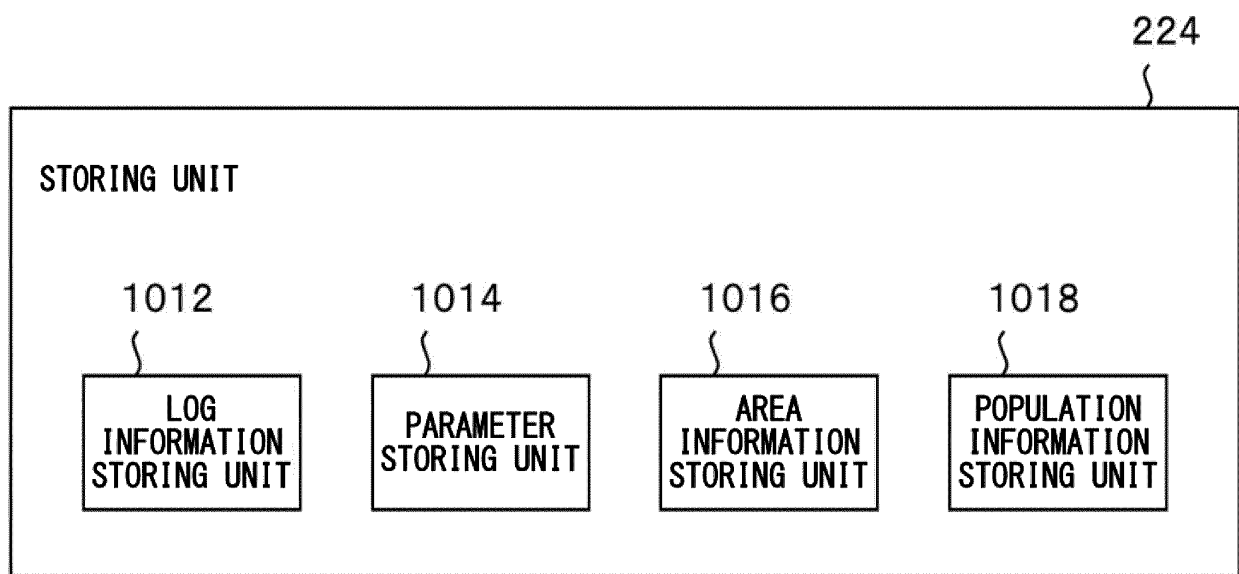 224
STORING UNIT
1012
1014
1016
1018
LOG
INFORMATION
STORING UNIT
PARAMETER
STORING UNIT
AREA
INFORMATION
STORING UNIT
POPULATION
INFORMATION
STORING UNIT